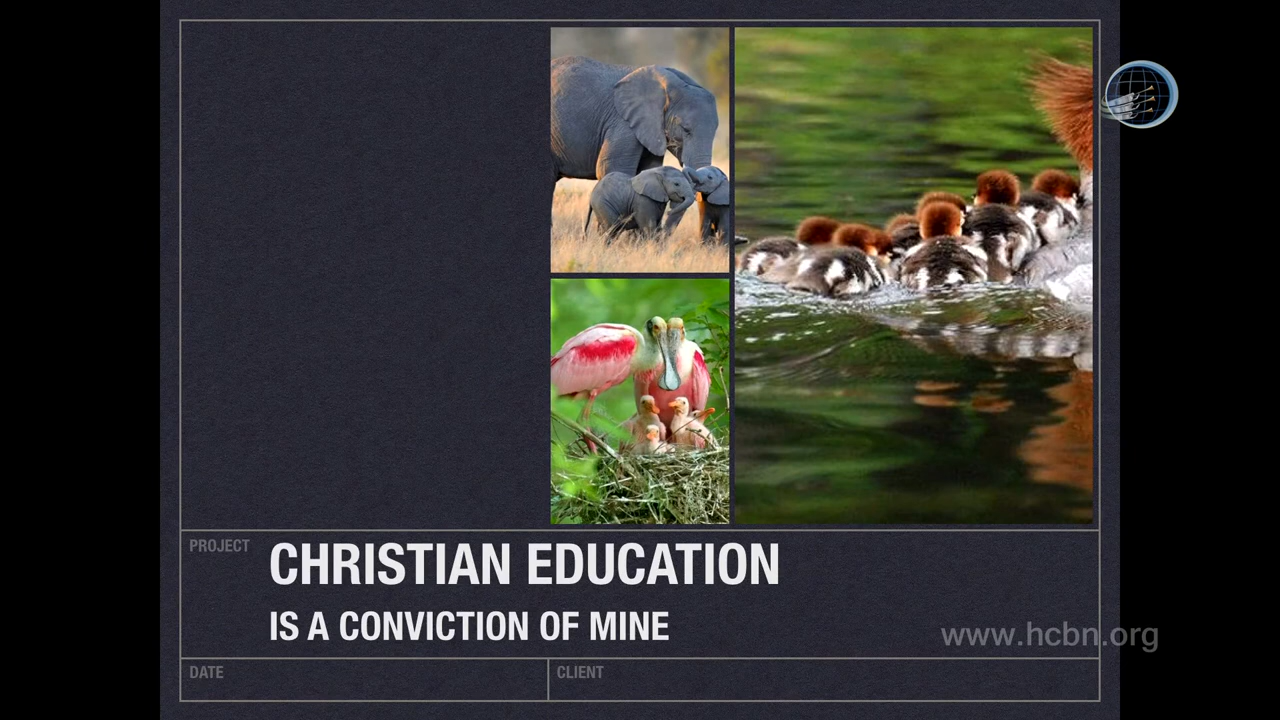 PROJECT
CHRISTIAN EDUCATION
IS A CONVICTION OF MINE
www.hcbn.org
DATE
CLIENT